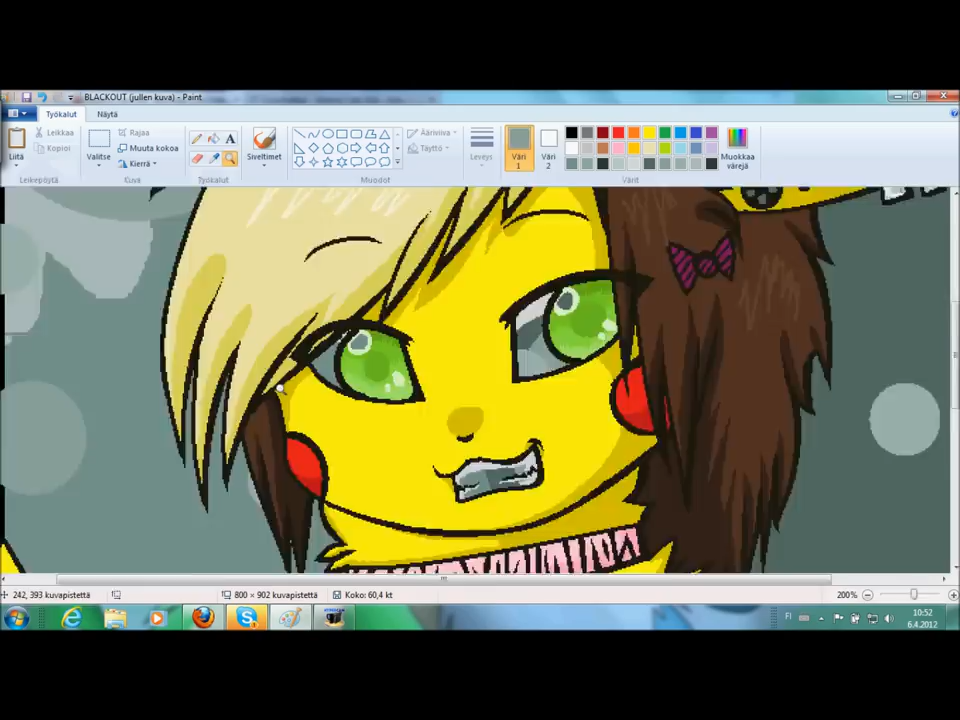 BLACKOUT (jullen kuva) - Paint
Työkalut Näytä
Liitä
Leikkaa
Kopioi
Leikepöytä
Valitse
Rajaa
Muuta kokoa
Kierrä
Kuva
A
Työkalut
Siveltimet
Ääriviiva
Täyttö
Muodot
Leveys
Väri 1
Väri 2
Muokkaa värejä
Värit
242, 393 kuvapistettä
800 × 902 kuvapistettä
Koko: 60,4 kt
200%
FI
10:52
6.4.2012